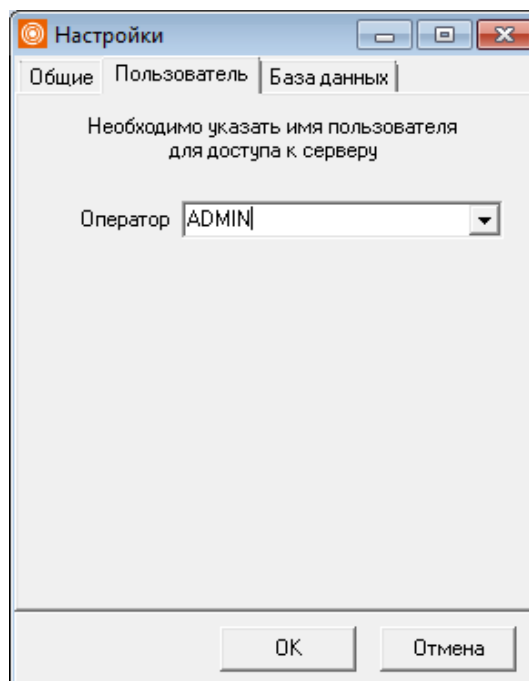 Настройки
Общие Пользователь База данных
Необходимо указать имя пользователя
для доступа к серверу
Оператор ADMIN
OK Отмена